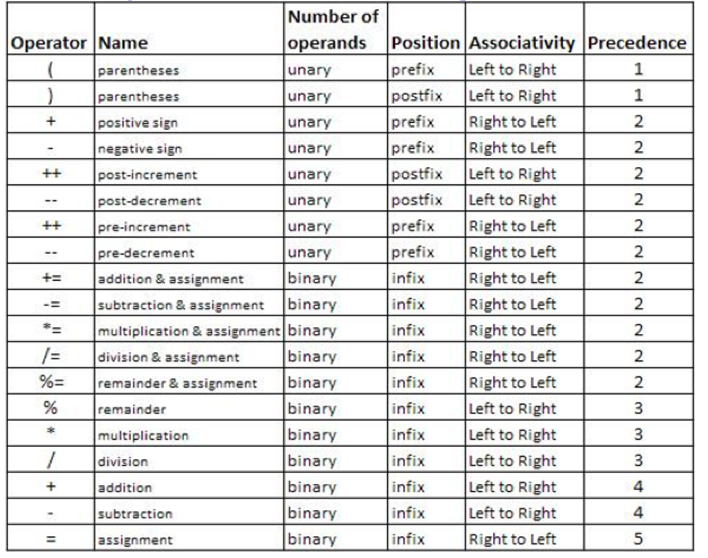 Operator Name Number of operands Position Associativity Precedence
( parentheses unary prefix Left to Right 1
) parentheses unary postfix Left to Right 1
+ positive sign unary prefix Right to Left 2
- negative sign unary prefix Right to Left 2
++ post-increment unary postfix Left to Right 2
-- post-decrement unary postfix Left to Right 2
++ pre-increment unary prefix Right to Left 2
-- pre-decrement unary prefix Right to Left 2
+= addition & assignment binary infix Right to Left 2
-= subtraction & assignment binary infix Right to Left 2
*= multiplication & assignment binary infix Right to Left 2
/= division & assignment binary infix Right to Left 2
%= remainder & assignment binary infix Right to Left 2
% remainder binary infix Left to Right 3
* multiplication binary infix Left to Right 3
/ division binary infix Left to Right 3
+ addition binary infix Left to Right 4
- subtraction binary infix Left to Right 4
= assignment binary infix Right to Left 5